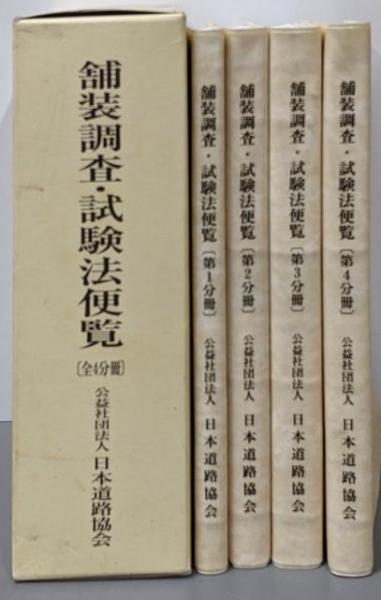 舗装調査・試験法便覧
〔全4分冊〕
公益社団法人 日本道路協会
舗装調査・試験法便覧〔第1分冊〕 公益社団法人 日本道路協会
舗装調査・試験法便覧〔第2分冊〕 公益社団法人 日本道路協会
舗装調査・試験法便覧〔第3分冊〕 公益社団法人 日本道路協会
舗装調査・試験法便覧〔第4分冊〕 公益社団法人 日本道路協会